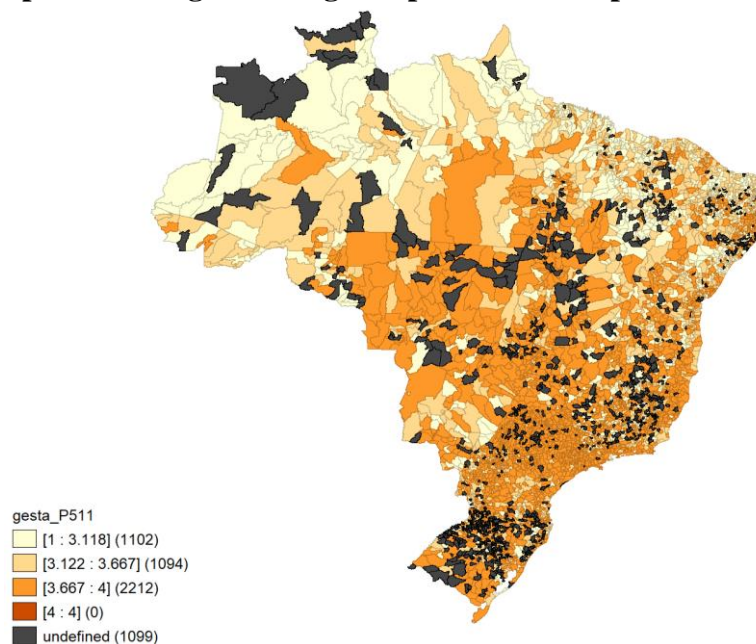 gesta_P511
[1 : 3.118] (1102)
[3.122 : 3.667] (1094)
[3.667 : 4] (2212)
[4 : 4] (0)
undefined (1099)